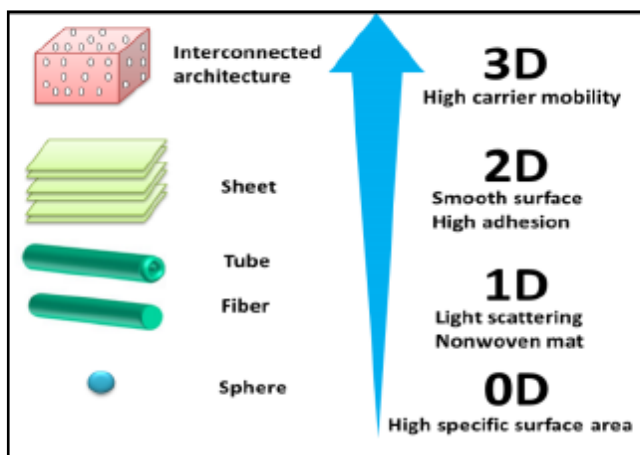 Interconnected
architecture
3D
High carrier mobility
Sheet
2D
Smooth surface
High adhesion
Tube
Fiber
1D
Light scattering
Nonwoven mat
Sphere
0D
High specific surface area